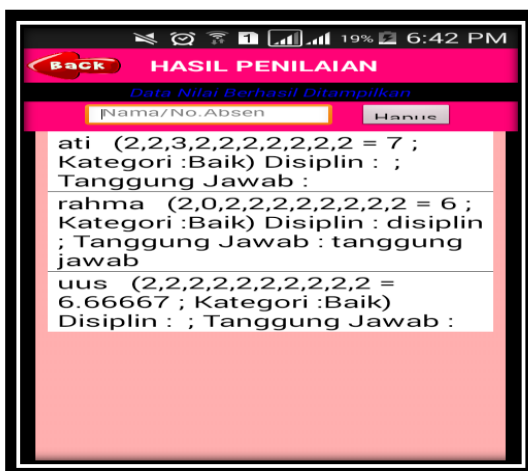 1 19% 6:42 PM
Back HASIL PENILAIAN
Data Nilai Berhasil Ditampilkan
Nama/No.Absen Hapus
ati (2,2,3,2,2,2,2,2,2,2 = 7 ;
Kategori :Baik) Disiplin : ;
Tanggung Jawab :
rahma (2,0,2,2,2,2,2,2,2,2 = 6 ;
Kategori :Baik) Disiplin : disiplin
; Tanggung Jawab : tanggung
jawab
uus (2,2,2,2,2,2,2,2,2,2 =
6.66667 ; Kategori :Baik)
Disiplin : ; Tanggung Jawab :